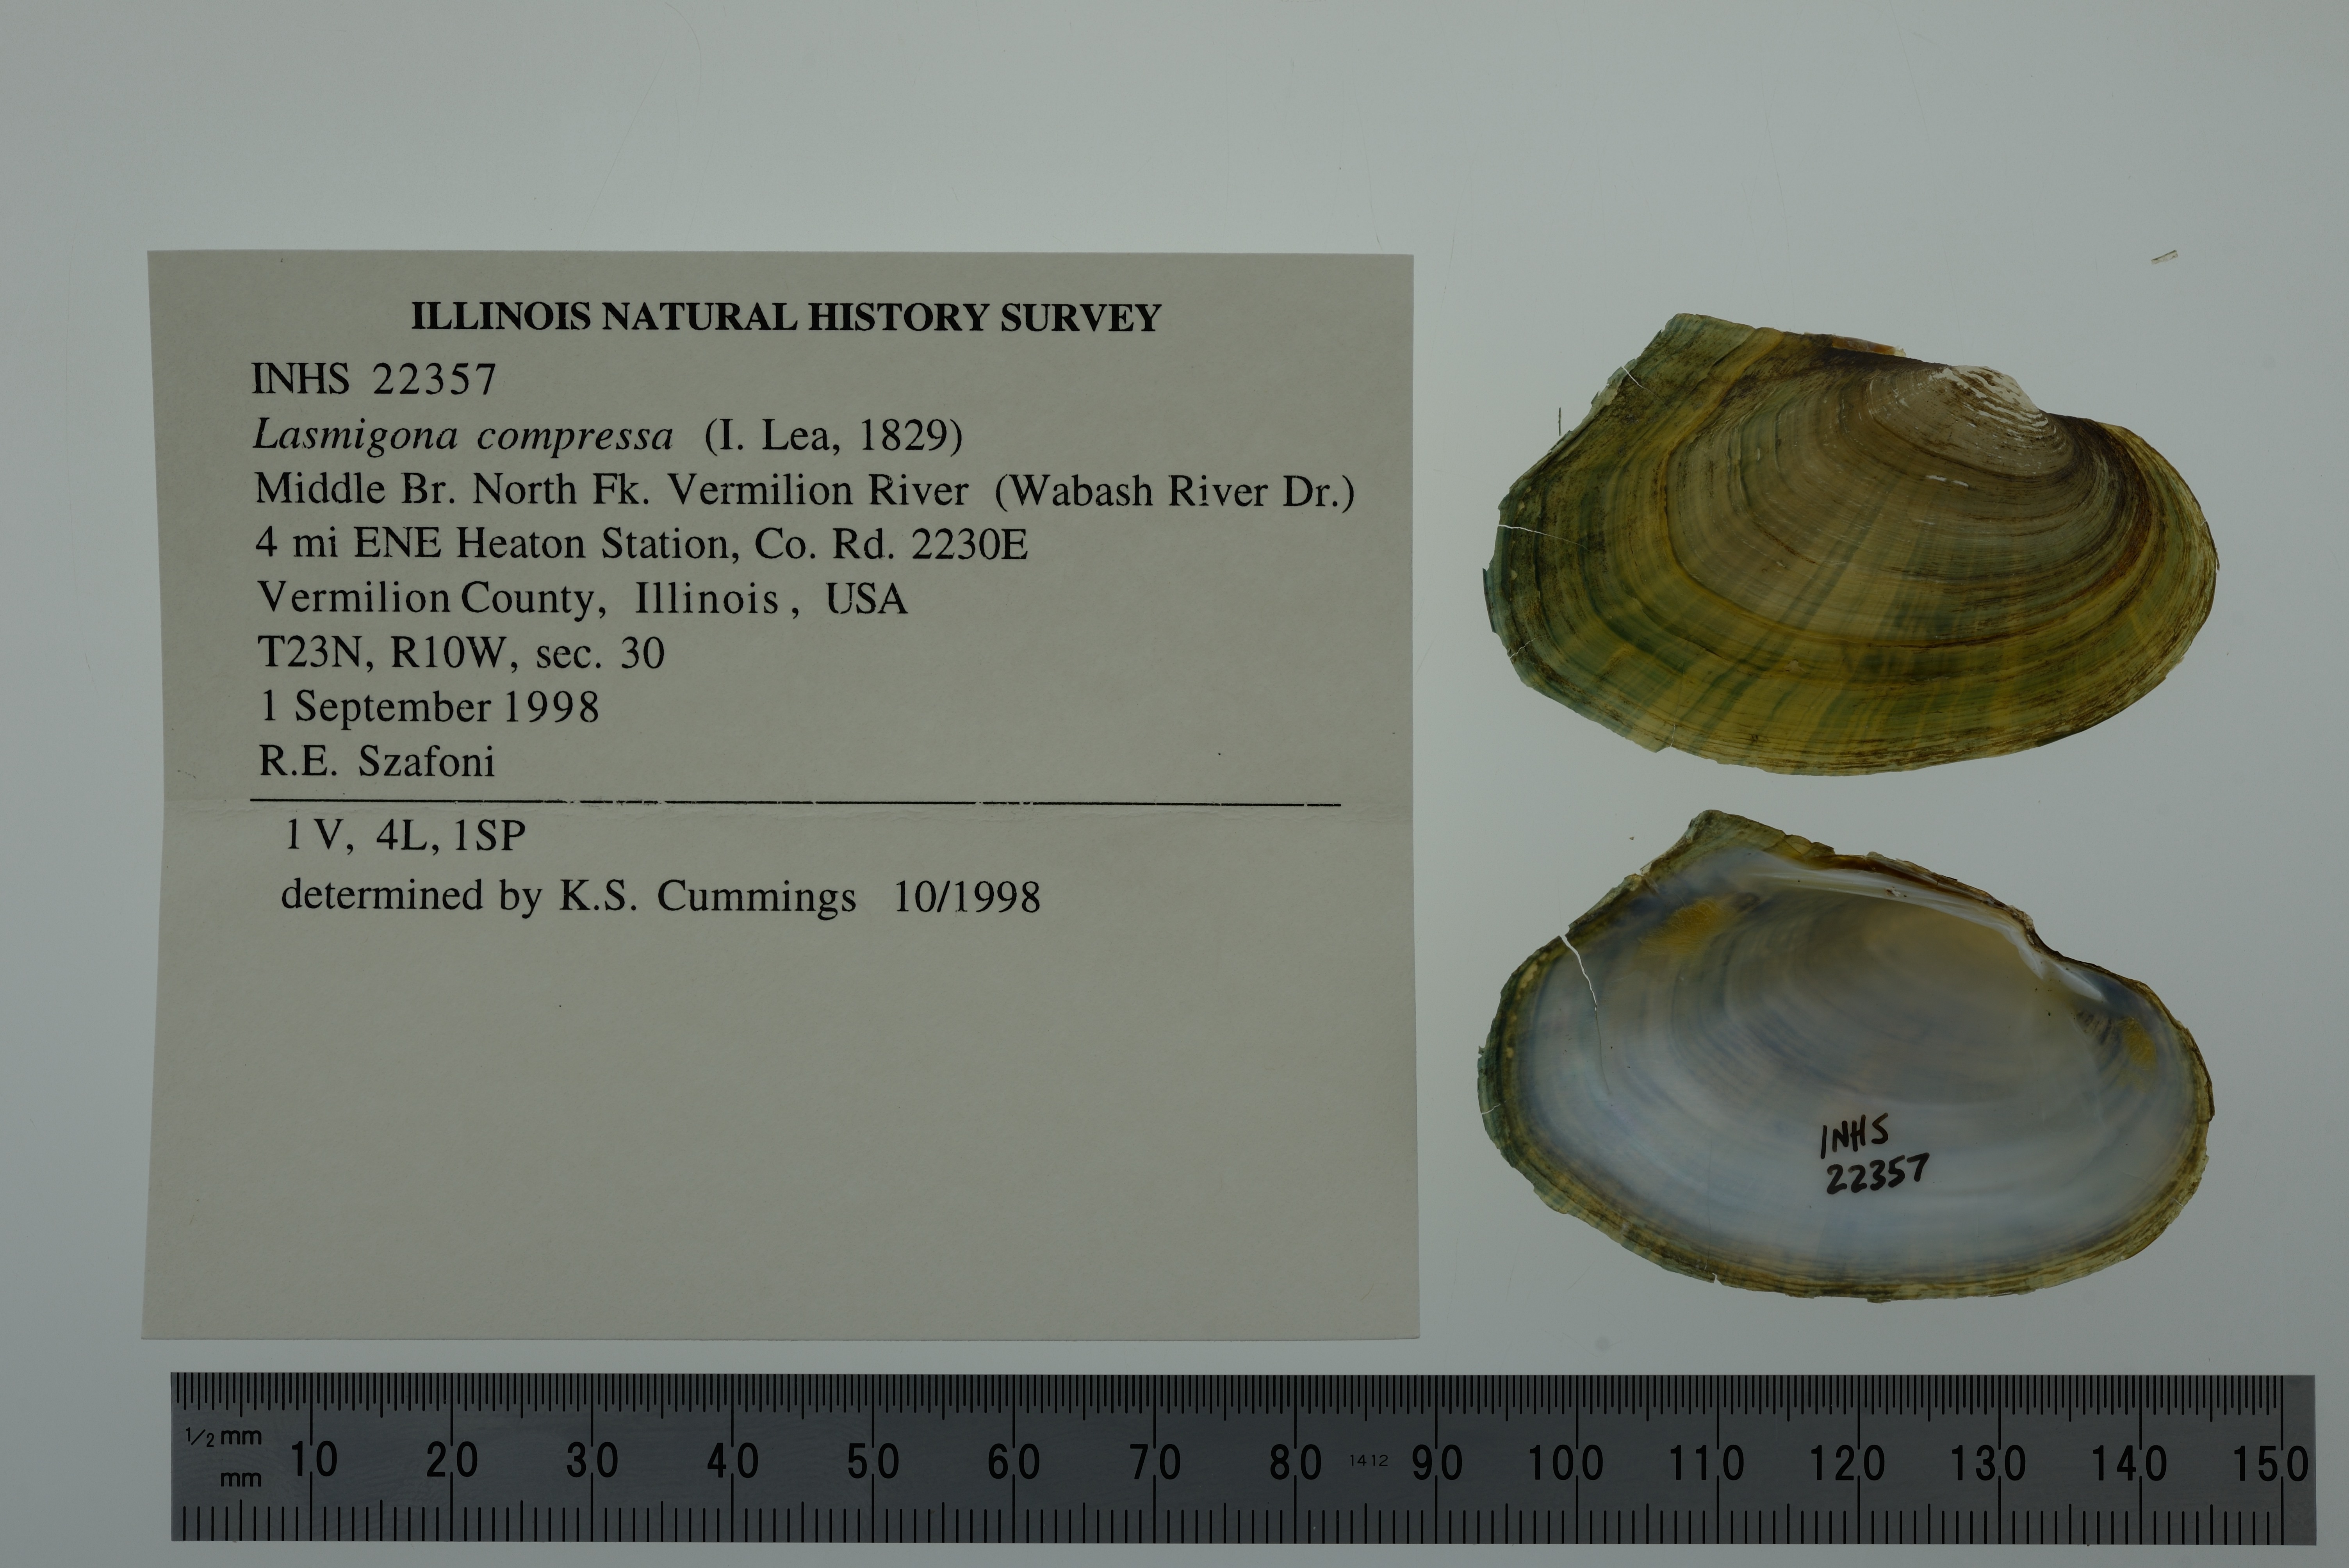 ILLINOIS NATURAL HISTORY SURVEY
INHS 22357
Lasmigona compressa (I. Lea, 1829)
Middle Br. North Fk. Vermilion River (Wabash River Dr.)
4 mi ENE Heaton Station, Co. Rd. 2230E
Vermilion County, Illinois, USA
T23N, R10W, sec. 30
1 September 1998
R.E. Szafoni
1 V, 4L, 1SP
determined by K.S. Cummings 10/1998
INHS
22357
1/2 mm
mm 10 20 30 40 50 60 70 80 1412 90 100 110 120 130 140 150